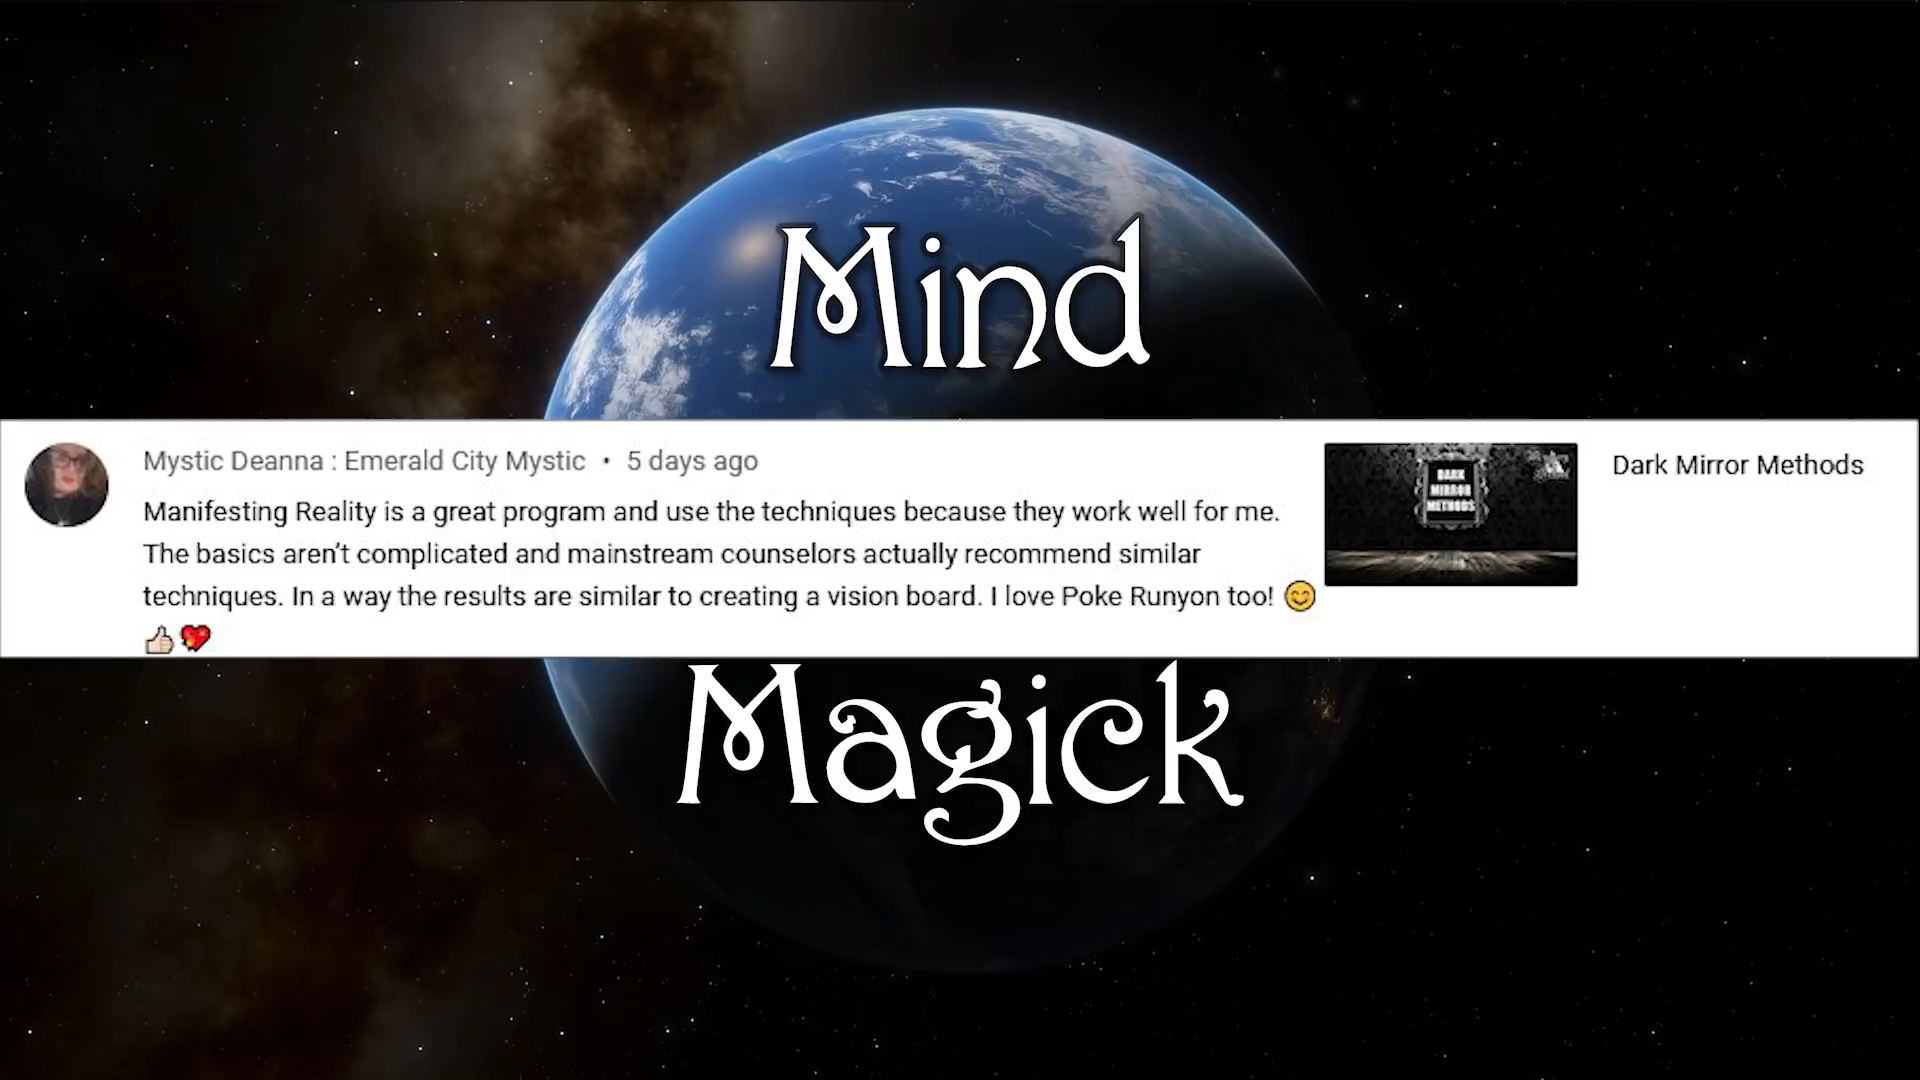 Mind
Mystic Deanna : Emerald City Mystic • 5 days ago
Manifesting Reality is a great program and use the techniques because they work well for me.
The basics aren't complicated and mainstream counselors actually recommend similar
techniques. In a way the results are similar to creating a vision board. I love Poke Runyon too! 😊
👍🏻💖
DARK
MIRROR
METHODS
Dark Mirror Methods
Magick